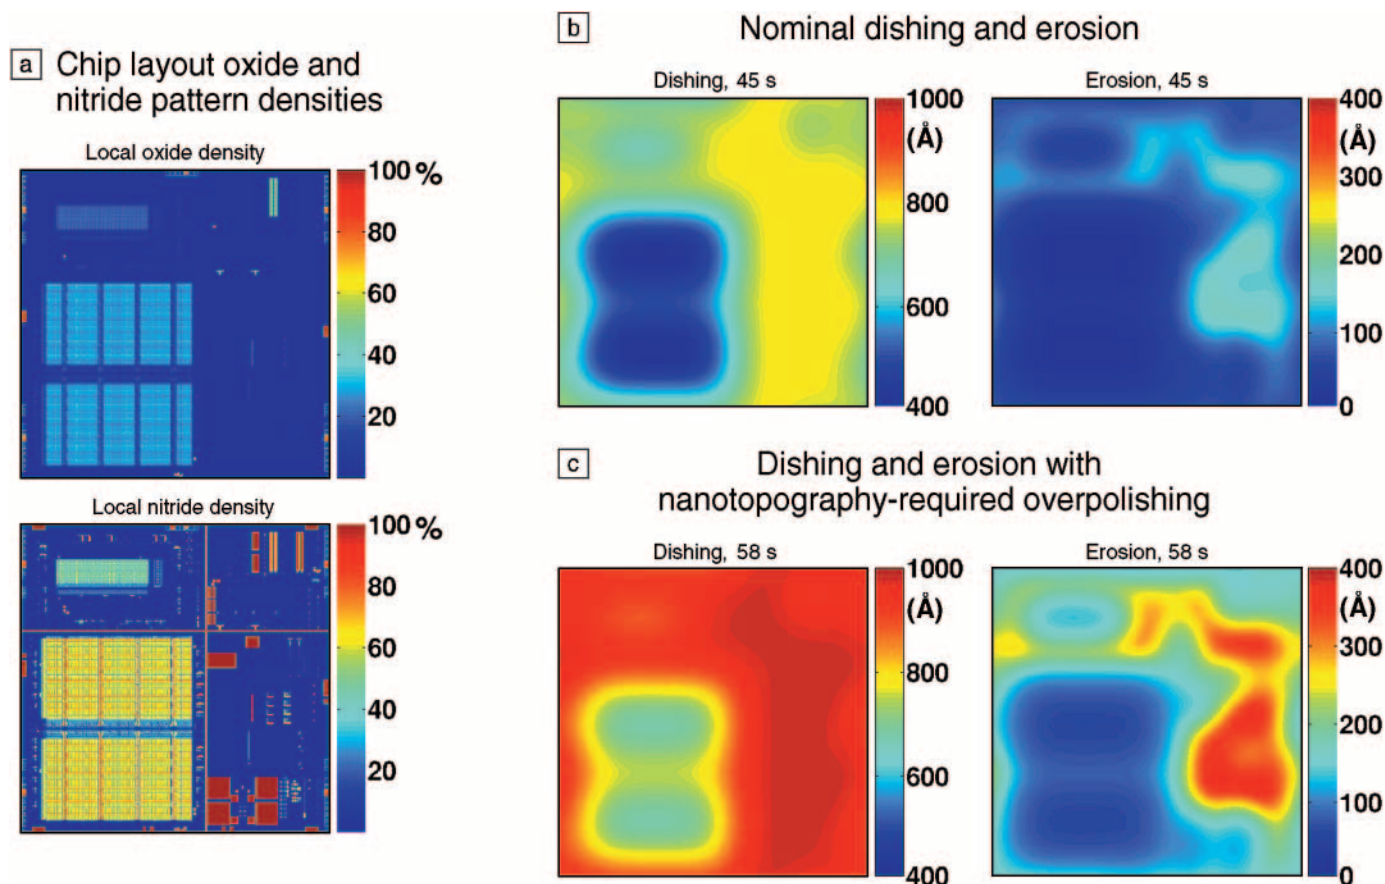 a Chip layout oxide and
nitride pattern densities
Local oxide density
100 %
80
60
40
20
Local nitride density
100 %
80
60
40
20
b Nominal dishing and erosion
Dishing, 45 s
1000
(Å)
800
600
400
Erosion, 45 s
400
(Å)
300
200
100
0
c Dishing and erosion with
nanotopography-required overpolishing
Dishing, 58 s
1000
(Å)
800
600
400
Erosion, 58 s
400
(Å)
300
200
100
0